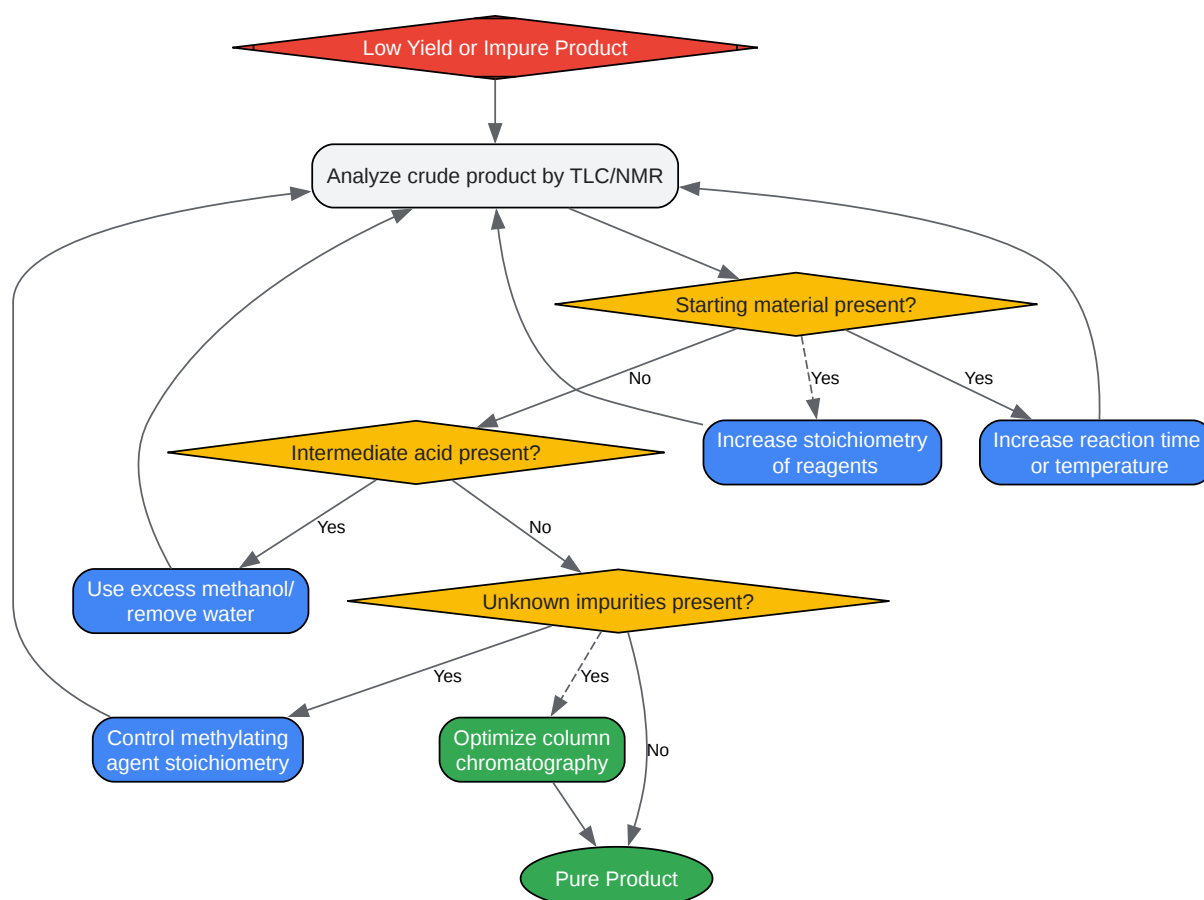 Low Yield or Impure Product
Analyze crude product by TLC/NMR
Starting material present?
No
Yes
Yes
Increase stoichiometry
of reagents
Increase reaction time
or temperature
Intermediate acid present?
Yes
No
Use excess methanol/
remove water
Unknown impurities present?
Yes
Yes
No
Control methylating
agent stoichiometry
Optimize column
chromatography
Pure Product